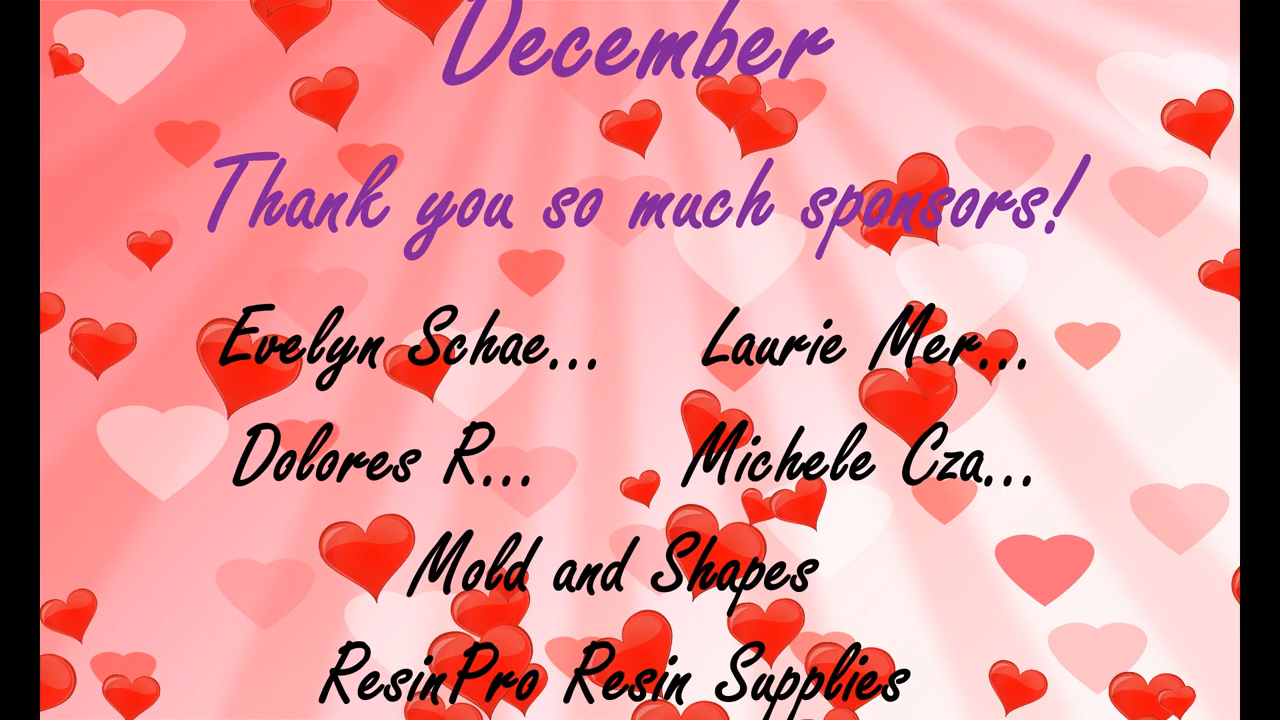 December
Thank you so much sponsors!
Evelyn Schae... Laurie Mer...
Dolores R... Michele Cza...
Mold and Shapes
ResinPro Resin Supplies